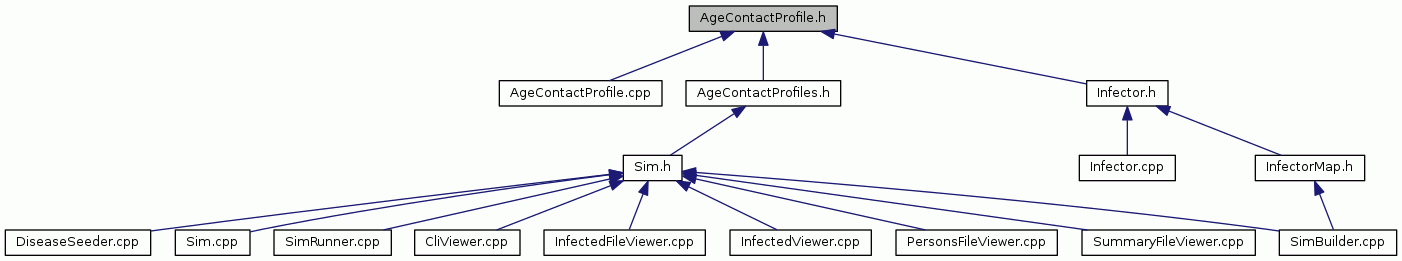 AgeContactProfile.h
AgeContactProfile.cpp
AgeContactProfiles.h
Infector.h
Sim.h
Infector.cpp
InfectorMap.h
DiseaseSeeder.cpp
Sim.cpp
SimRunner.cpp
CliViewer.cpp
InfectedFileViewer.cpp
InfectedViewer.cpp
PersonsFileViewer.cpp
SummaryFileViewer.cpp
SimBuilder.cpp